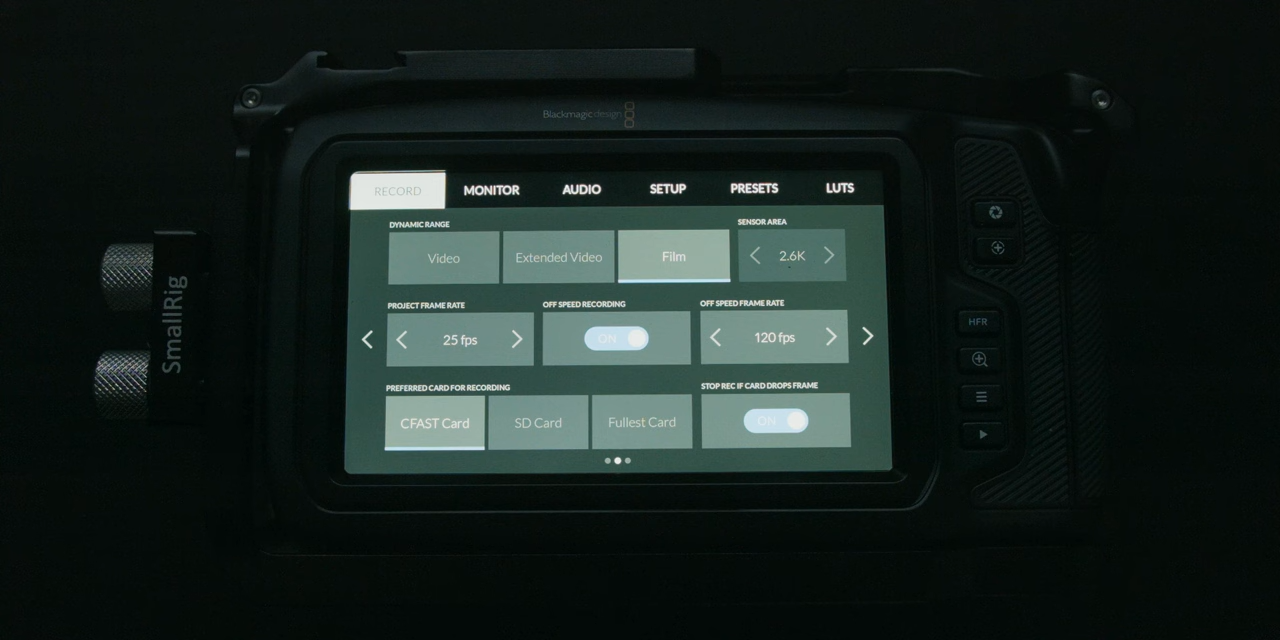 Blackmagicdesign
RECORD MONITOR AUDIO SETUP PRESETS LUTS
DYNAMIC RANGE SENSOR AREA
Video Extended Video Film 2.6K
PROJECT FRAME RATE OFF SPEED RECORDING OFF SPEED FRAME RATE
25 fps ON 120 fps
PREFERRED CARD FOR RECORDING STOP REC IF CARD DROPS FRAME
CFAST Card SD Card Fullest Card ON
SmallRig
HFR